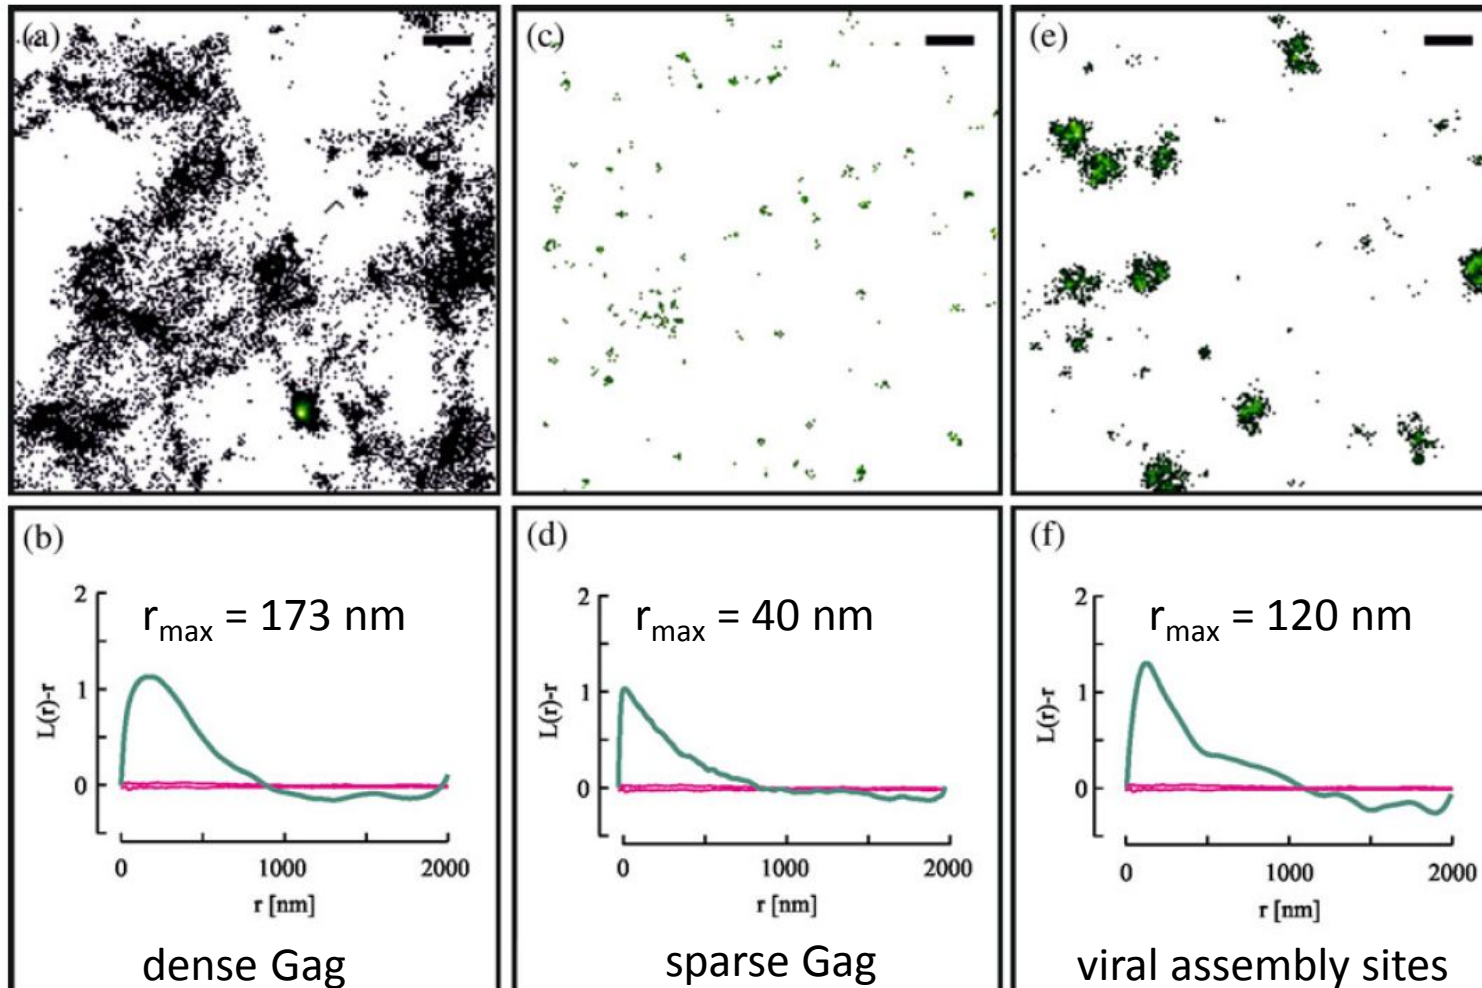 (a)
(c)
(e)
(b)
r_max = 173 nm
2
1
0
L(r)-r
0 1000 2000
r [nm]
dense Gag
(d)
r_max = 40 nm
2
1
0
L(r)-r
0 1000 2000
r [nm]
sparse Gag
(f)
r_max = 120 nm
2
1
0
L(r)-r
0 1000 2000
r [nm]
viral assembly sites